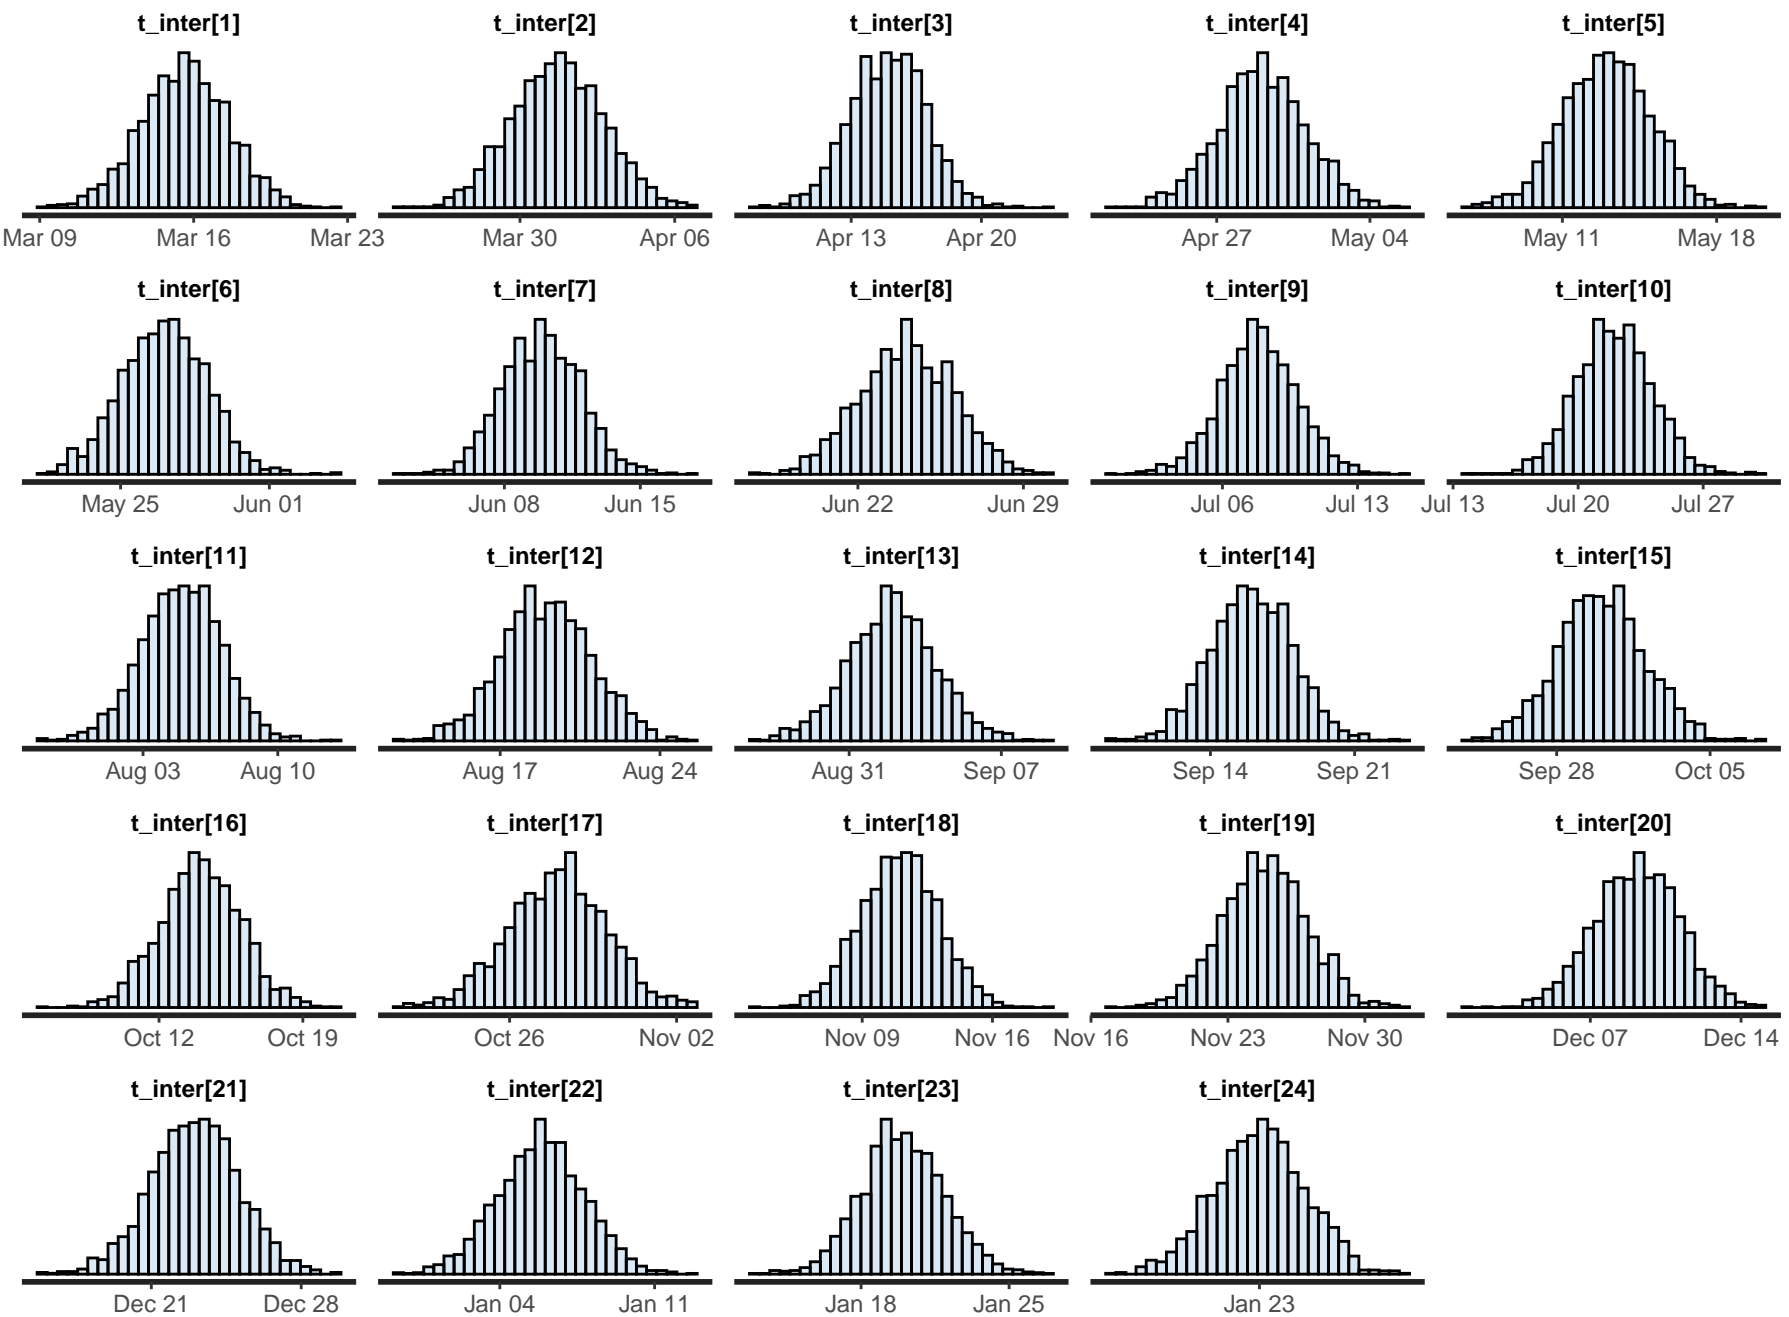 t_inter[1] t_inter[2] t_inter[3] t_inter[4] t_inter[5]
Mar 09 Mar 16 Mar 23 Mar 30 Apr 06 Apr 13 Apr 20 Apr 27 May 04 May 11 May 18
t_inter[6] t_inter[7] t_inter[8] t_inter[9] t_inter[10]
May 25 Jun 01 Jun 08 Jun 15 Jun 22 Jun 29 Jul 06 Jul 13 Jul 13 Jul 20 Jul 27
t_inter[11] t_inter[12] t_inter[13] t_inter[14] t_inter[15]
Aug 03 Aug 10 Aug 17 Aug 24 Aug 31 Sep 07 Sep 14 Sep 21 Sep 28 Oct 05
t_inter[16] t_inter[17] t_inter[18] t_inter[19] t_inter[20]
Oct 12 Oct 19 Oct 26 Nov 02 Nov 09 Nov 16 Nov 16 Nov 23 Nov 30 Dec 07 Dec 14
t_inter[21] t_inter[22] t_inter[23] t_inter[24]
Dec 21 Dec 28 Jan 04 Jan 11 Jan 18 Jan 25 Jan 23